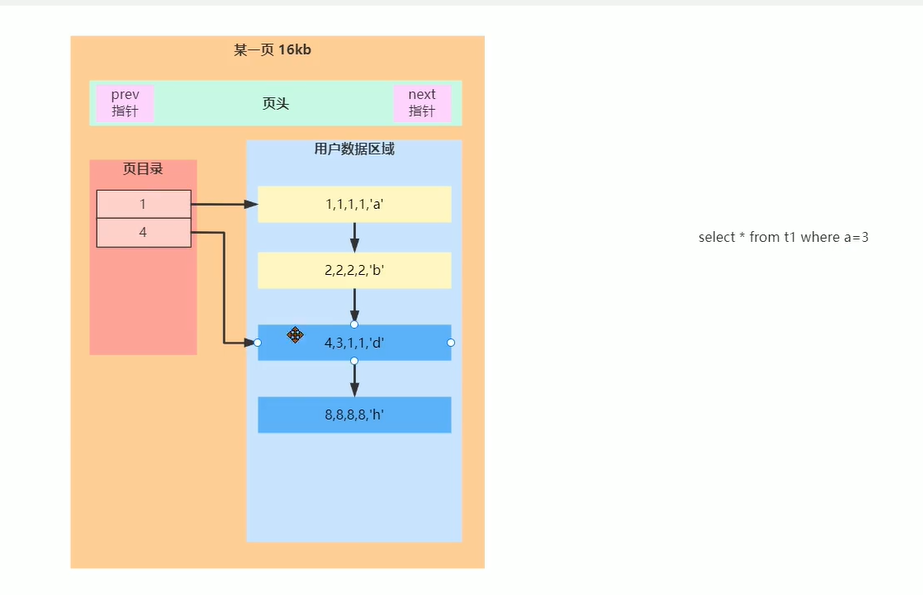 某一页 16kb
prev
指针
页头
next
指针
页目录
1
4
用户数据区域
1,1,1,1,'a'
2,2,2,2,'b'
4,3,1,1,'d'
8,8,8,8,'h'
select * from t1 where a=3